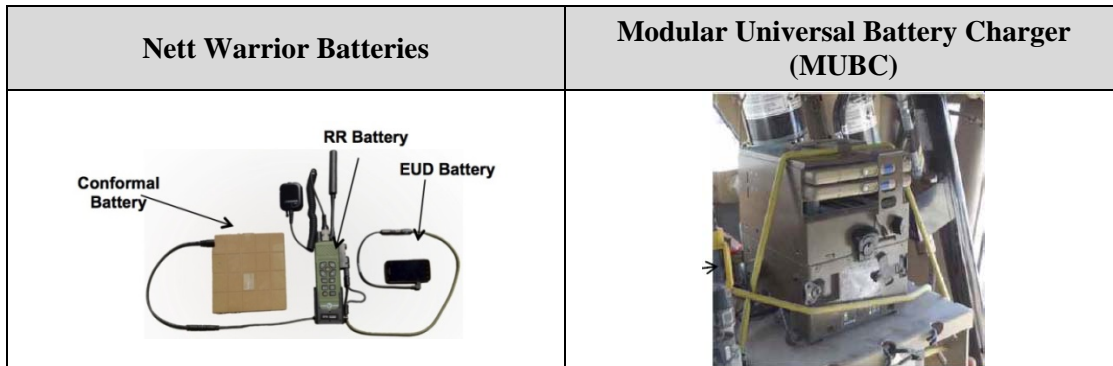 Nett Warrior Batteries
Modular Universal Battery Charger
(MUBC)
RR Battery
EUD Battery
Conformal
Battery